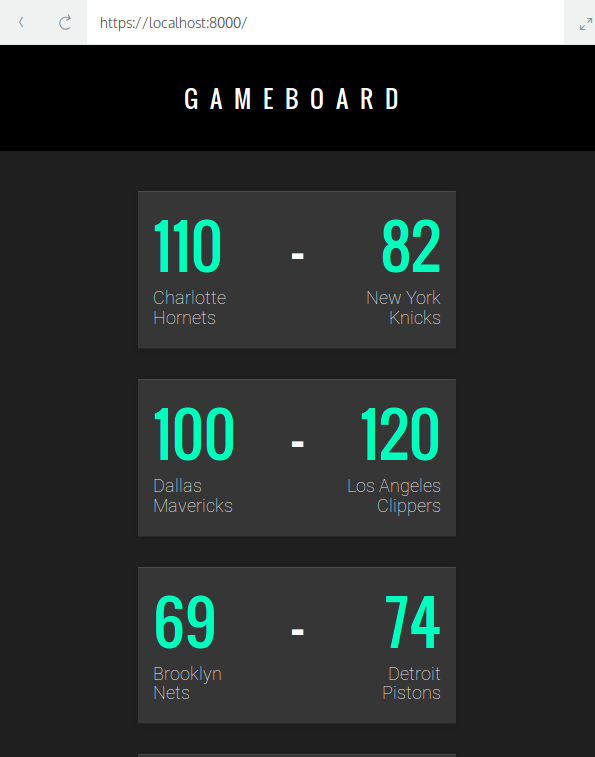 https://localhost:8000/
GAMEBOARD
110 - 82
Charlotte New York
Hornets Knicks
100 - 120
Dallas Los Angeles
Mavericks Clippers
69 - 74
Brooklyn Detroit
Nets Pistons